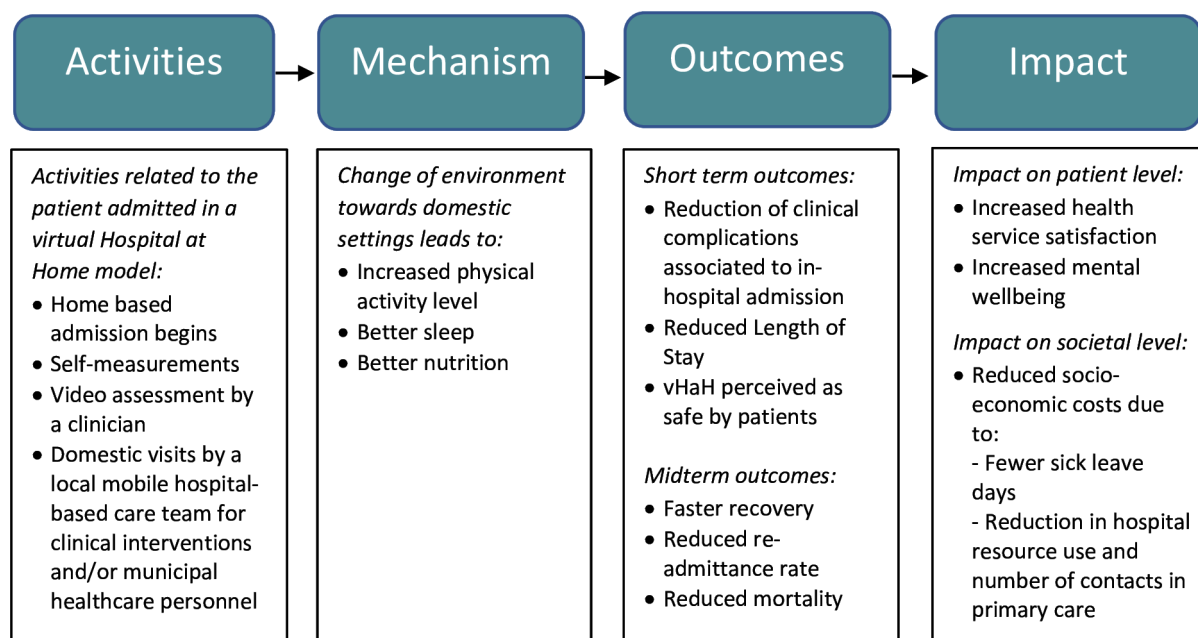 Activities
Mechanism
Outcomes
Impact
Activities related to the
patient admitted in a
virtual Hospital at
Home model:
• Home based
admission begins
• Self-measurements
• Video assessment by
a clinician
• Domestic visits by a
local mobile hospital-
based care team for
clinical interventions
and/or municipal
healthcare personnel
Change of environment
towards domestic
settings leads to:
• Increased physical
activity level
• Better sleep
• Better nutrition
Short term outcomes:
• Reduction of clinical
complications
associated to in-
hospital admission
• Reduced Length of
Stay
• vHaH perceived as
safe by patients
Midterm outcomes:
• Faster recovery
• Reduced re-
admittance rate
• Reduced mortality
Impact on patient level:
• Increased health
service satisfaction
• Increased mental
wellbeing
Impact on societal level:
• Reduced socio-
economic costs due
to:
- Fewer sick leave
days
- Reduction in hospital
resource use and
number of contacts in
primary care